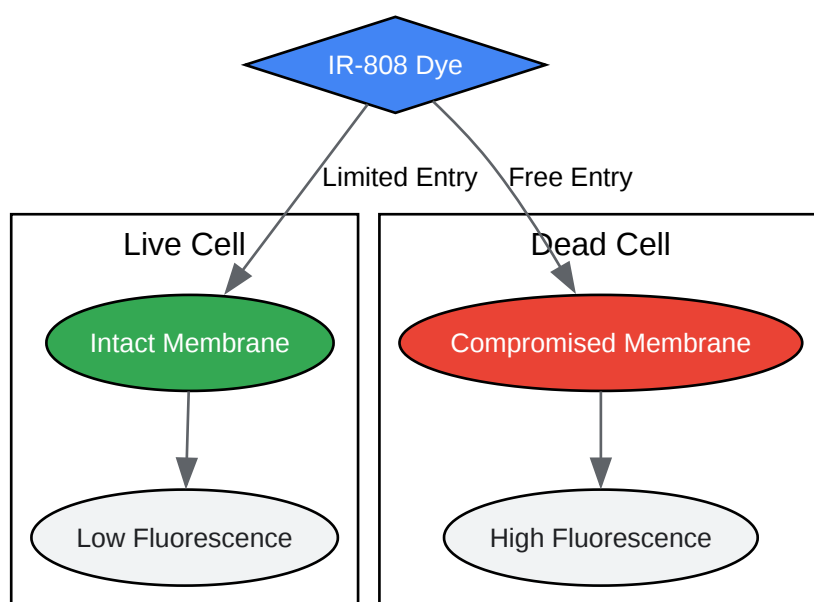 IR-808 Dye
Limited Entry
Free Entry
Live Cell
Dead Cell
Intact Membrane
Compromised Membrane
Low Fluorescence
High Fluorescence